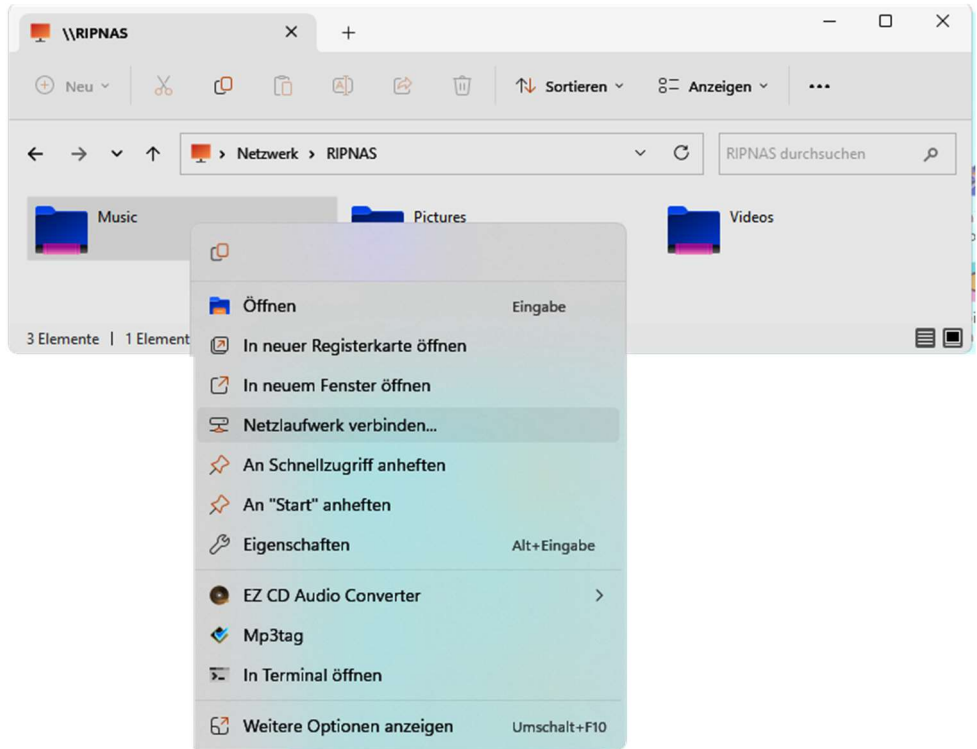 \\RIPNAS
Neu
Sortieren
Anzeigen
Netzwerk
RIPNAS
RIPNAS durchsuchen
Music
Pictures
Videos
Öffnen
Eingabe
In neuer Registerkarte öffnen
3 Elemente
1 Element
In neuem Fenster öffnen
Netzlaufwerk verbinden...
An Schnellzugriff anheften
An "Start" anheften
Eigenschaften
Alt+Eingabe
EZ CD Audio Converter
Mp3tag
In Terminal öffnen
Weitere Optionen anzeigen
Umschalt+F10